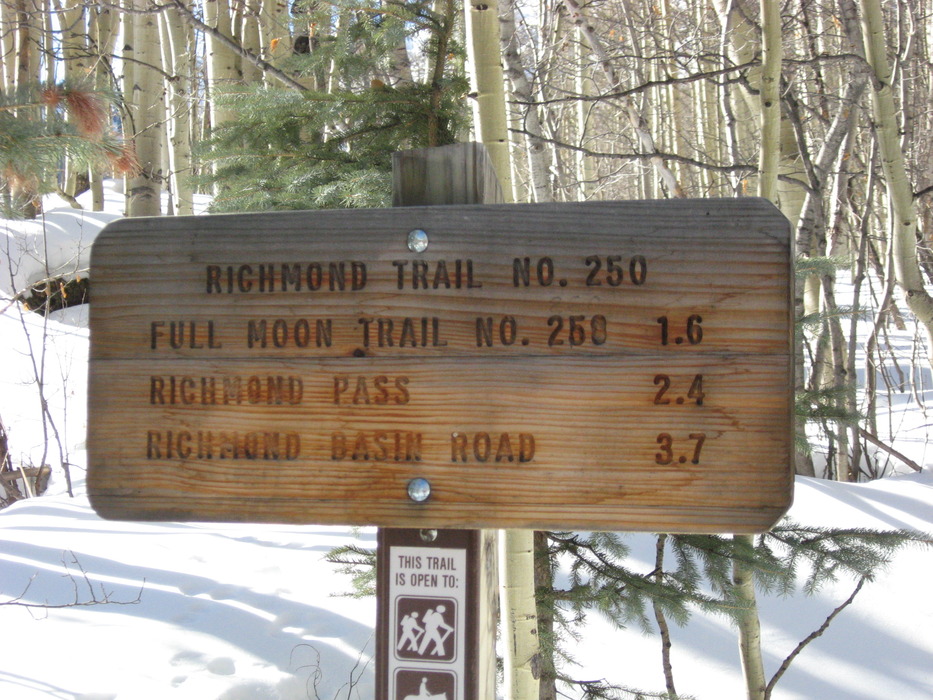 RICHMOND TRAIL NO. 250
FULL MOON TRAIL NO. 258 1.6
RICHMOND PASS 2.4
RICHMOND BASIN ROAD 3.7
THIS TRAIL
IS OPEN TO: